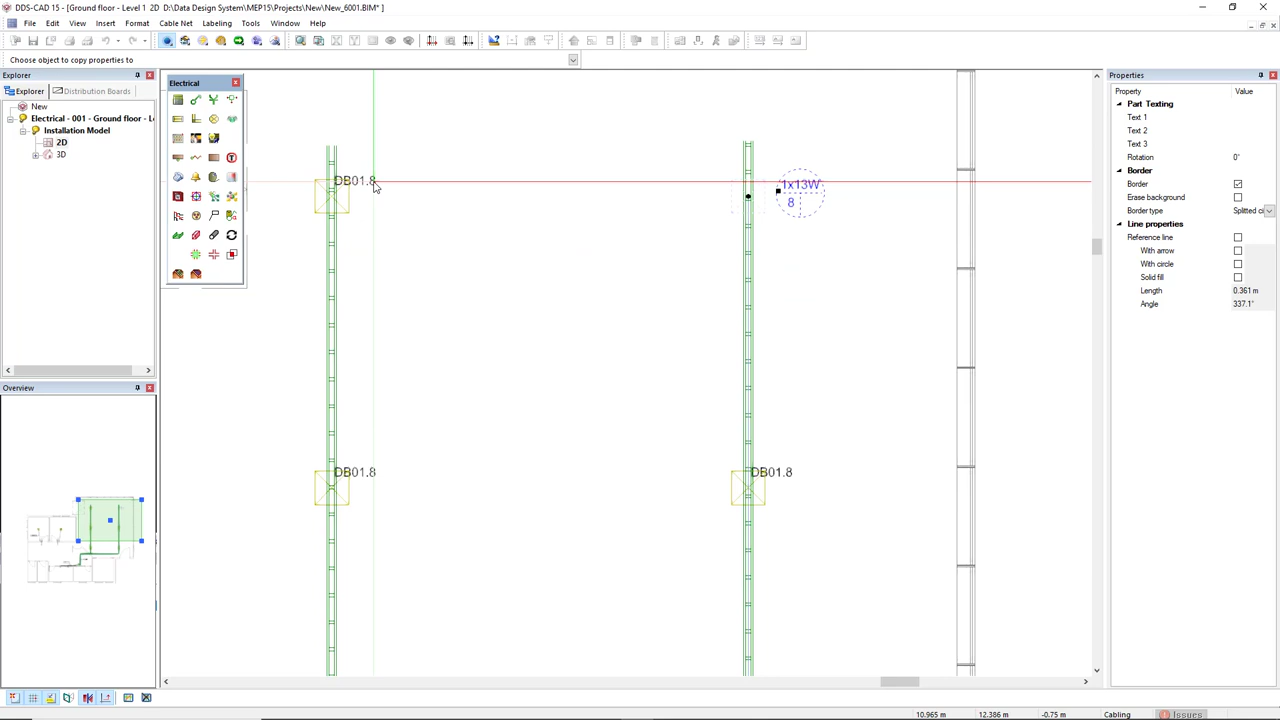 DDS-CAD 15 - [Ground floor - Level 1 2D D:\Data Design System\MEP15\Projects\New\New_6001.BIM* ]
File Edit View Insert Format Cable Net Labeling Tools Window Help
Choose object to copy properties to
Explorer
Explorer Distribution Boards
New
Electrical - 001 - Ground floor - L
Installation Model
2D
3D
Overview
Electrical
DB01.8
1x13W
8
DB01.8
DB01.8
Properties
Property Value
Part Texting
Text 1
Text 2
Text 3
Rotation 0°
Border
Border
Erase background
Border type Splitted ci
Line properties
Reference line
With arrow
With circle
Solid fill
Length 0.361 m
Angle 337.1°
10.965 m 12.386 m -0.75 m Cabling Issues